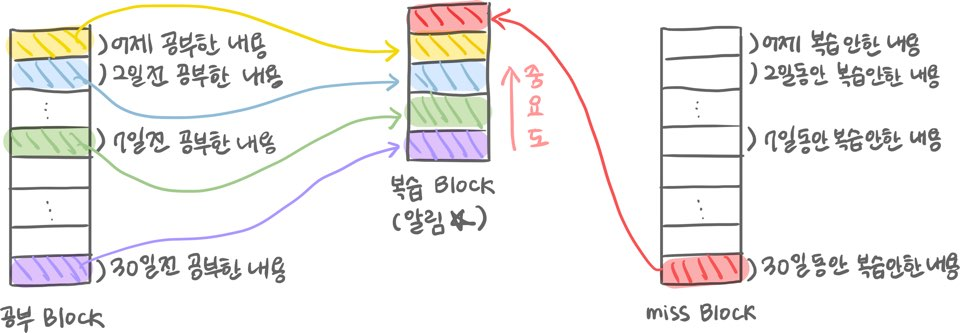 어제 공부한 내용
2일전 공부한 내용
7일전 공부한 내용
30일전 공부한 내용
공부 Block
중요도
복습 Block
(알림 ☆)
어제 복습안한 내용
2일동안 복습안한 내용
7일동안 복습안한 내용
30일동안 복습안한 내용
miss Block